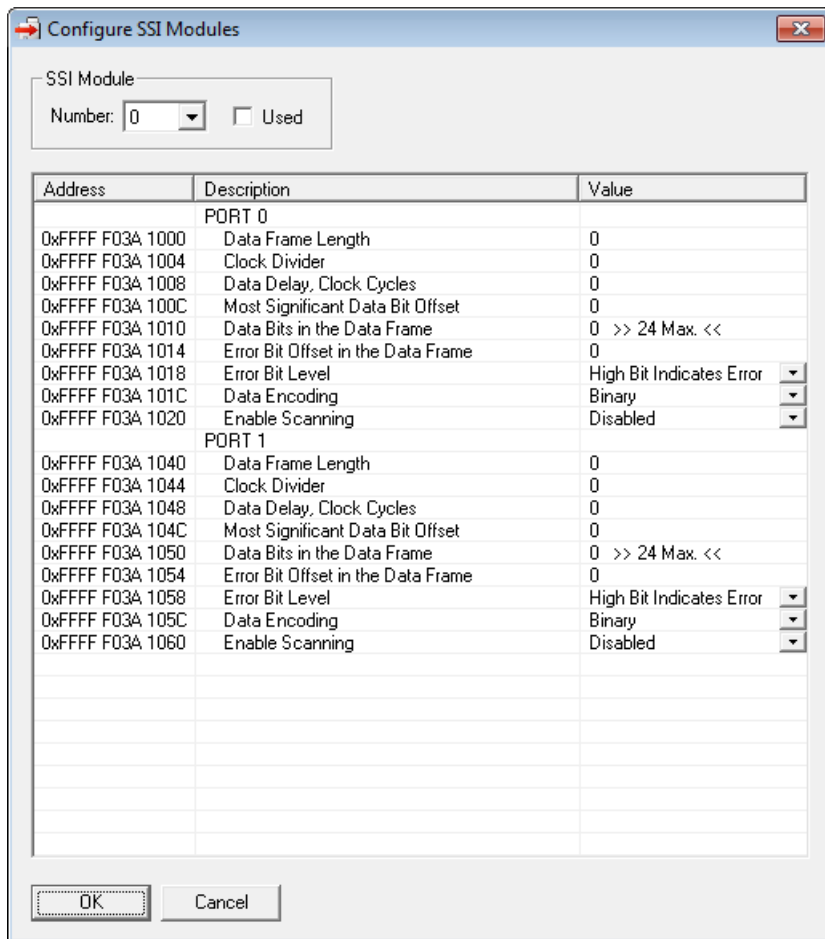 Configure SSI Modules
SSI Module
Number: 0 Used
Address Description Value
PORT 0
0xFFFF F03A 1000 Data Frame Length 0
0xFFFF F03A 1004 Clock Divider 0
0xFFFF F03A 1008 Data Delay, Clock Cycles 0
0xFFFF F03A 100C Most Significant Data Bit Offset 0
0xFFFF F03A 1010 Data Bits in the Data Frame 0 >> 24 Max. <<
0xFFFF F03A 1014 Error Bit Offset in the Data Frame 0
0xFFFF F03A 1018 Error Bit Level High Bit Indicates Error
0xFFFF F03A 101C Data Encoding Binary
0xFFFF F03A 1020 Enable Scanning Disabled
PORT 1
0xFFFF F03A 1040 Data Frame Length 0
0xFFFF F03A 1044 Clock Divider 0
0xFFFF F03A 1048 Data Delay, Clock Cycles 0
0xFFFF F03A 104C Most Significant Data Bit Offset 0
0xFFFF F03A 1050 Data Bits in the Data Frame 0 >> 24 Max. <<
0xFFFF F03A 1054 Error Bit Offset in the Data Frame 0
0xFFFF F03A 1058 Error Bit Level High Bit Indicates Error
0xFFFF F03A 105C Data Encoding Binary
0xFFFF F03A 1060 Enable Scanning Disabled
OK Cancel